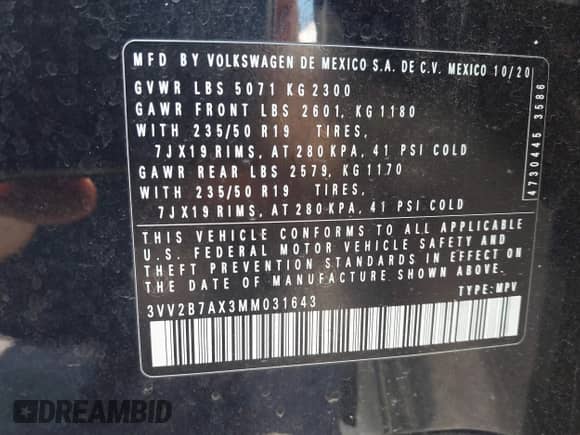 MFD BY VOLKSWAGEN DE MEXICO S.A. DE C.V. MEXICO 10/20
GVWR LBS 5071 KG 2300
GAWR FRONT LBS 2601, KG 1180
WITH 235/50 R19 TIRES,
7JX19 RIMS, AT 280 KPA, 41 PSI COLD
GAWR REAR LBS 2579, KG 1170
WITH 235/50 R19 TIRES,
7JX19 RIMS, AT 280 KPA, 41 PSI COLD
THIS VEHICLE CONFORMS TO ALL APPLICABLE
U.S. FEDERAL MOTOR VEHICLE SAFETY AND
THEFT PREVENTION STANDARDS IN EFFECT ON
THE DATE OF MANUFACTURE SHOWN ABOVE.
3VV2B7AX3MM031643 TYPE: MPV
4730445 3586
DREAMBID